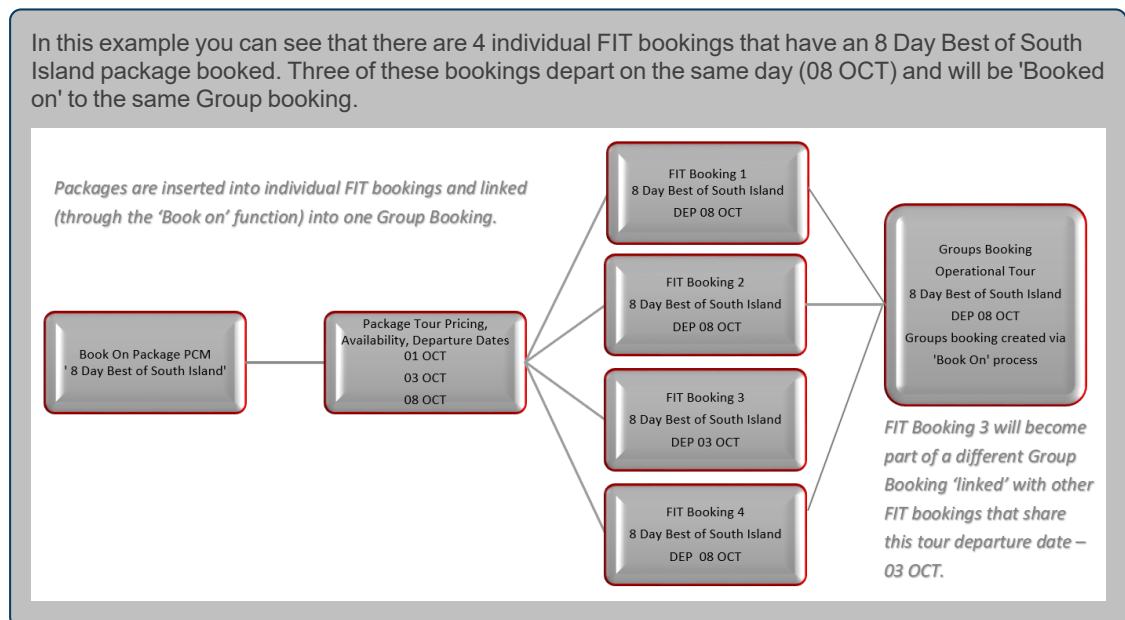 In this example you can see that there are 4 individual FIT bookings that have an 8 Day Best of South
Island package booked. Three of these bookings depart on the same day (08 OCT) and will be 'Booked
on' to the same Group booking.
Packages are inserted into individual FIT bookings and linked
(through the ‘Book on’ function) into one Group Booking.
Book On Package PCM
' 8 Day Best of South Island'
Package Tour Pricing,
Availability, Departure Dates
01 OCT
03 OCT
08 OCT
FIT Booking 1
8 Day Best of South Island
DEP 08 OCT
FIT Booking 2
8 Day Best of South Island
DEP 08 OCT
FIT Booking 3
8 Day Best of South Island
DEP 03 OCT
FIT Booking 4
8 Day Best of South Island
DEP 08 OCT
Groups Booking
Operational Tour
8 Day Best of South Island
DEP 08 OCT
Groups booking created via
'Book On' process
FIT Booking 3 will become
part of a different Group
Booking ‘linked’ with other
FIT bookings that share
this tour departure date –
03 OCT.